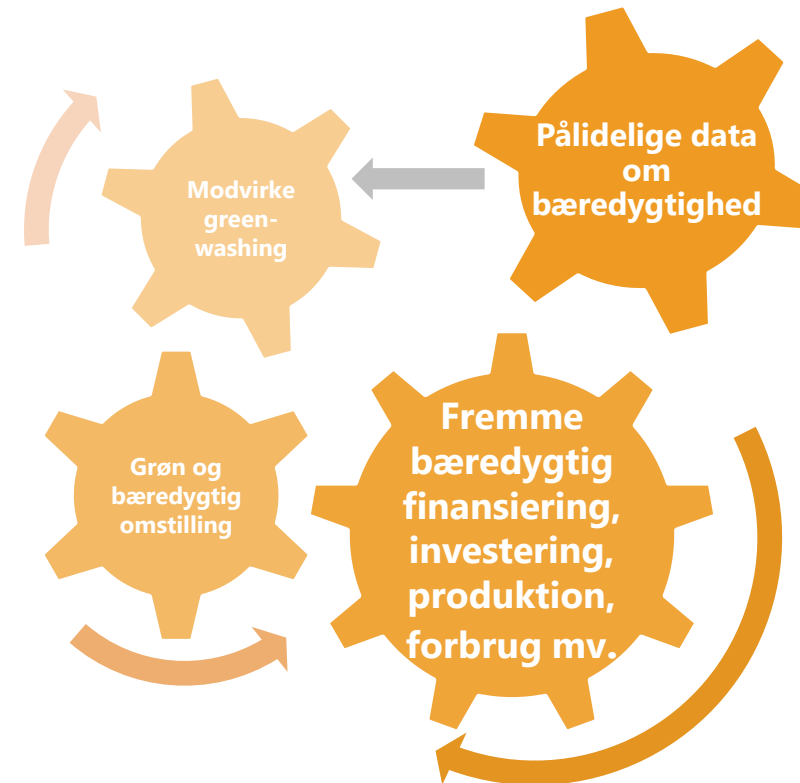 Pålidelige data
om
bæredygtighed
Modvirke
green-
washing
Grøn og
bæredygtig
omstilling
Fremme
bæredygtig
finansiering,
investering,
produktion,
forbrug mv.